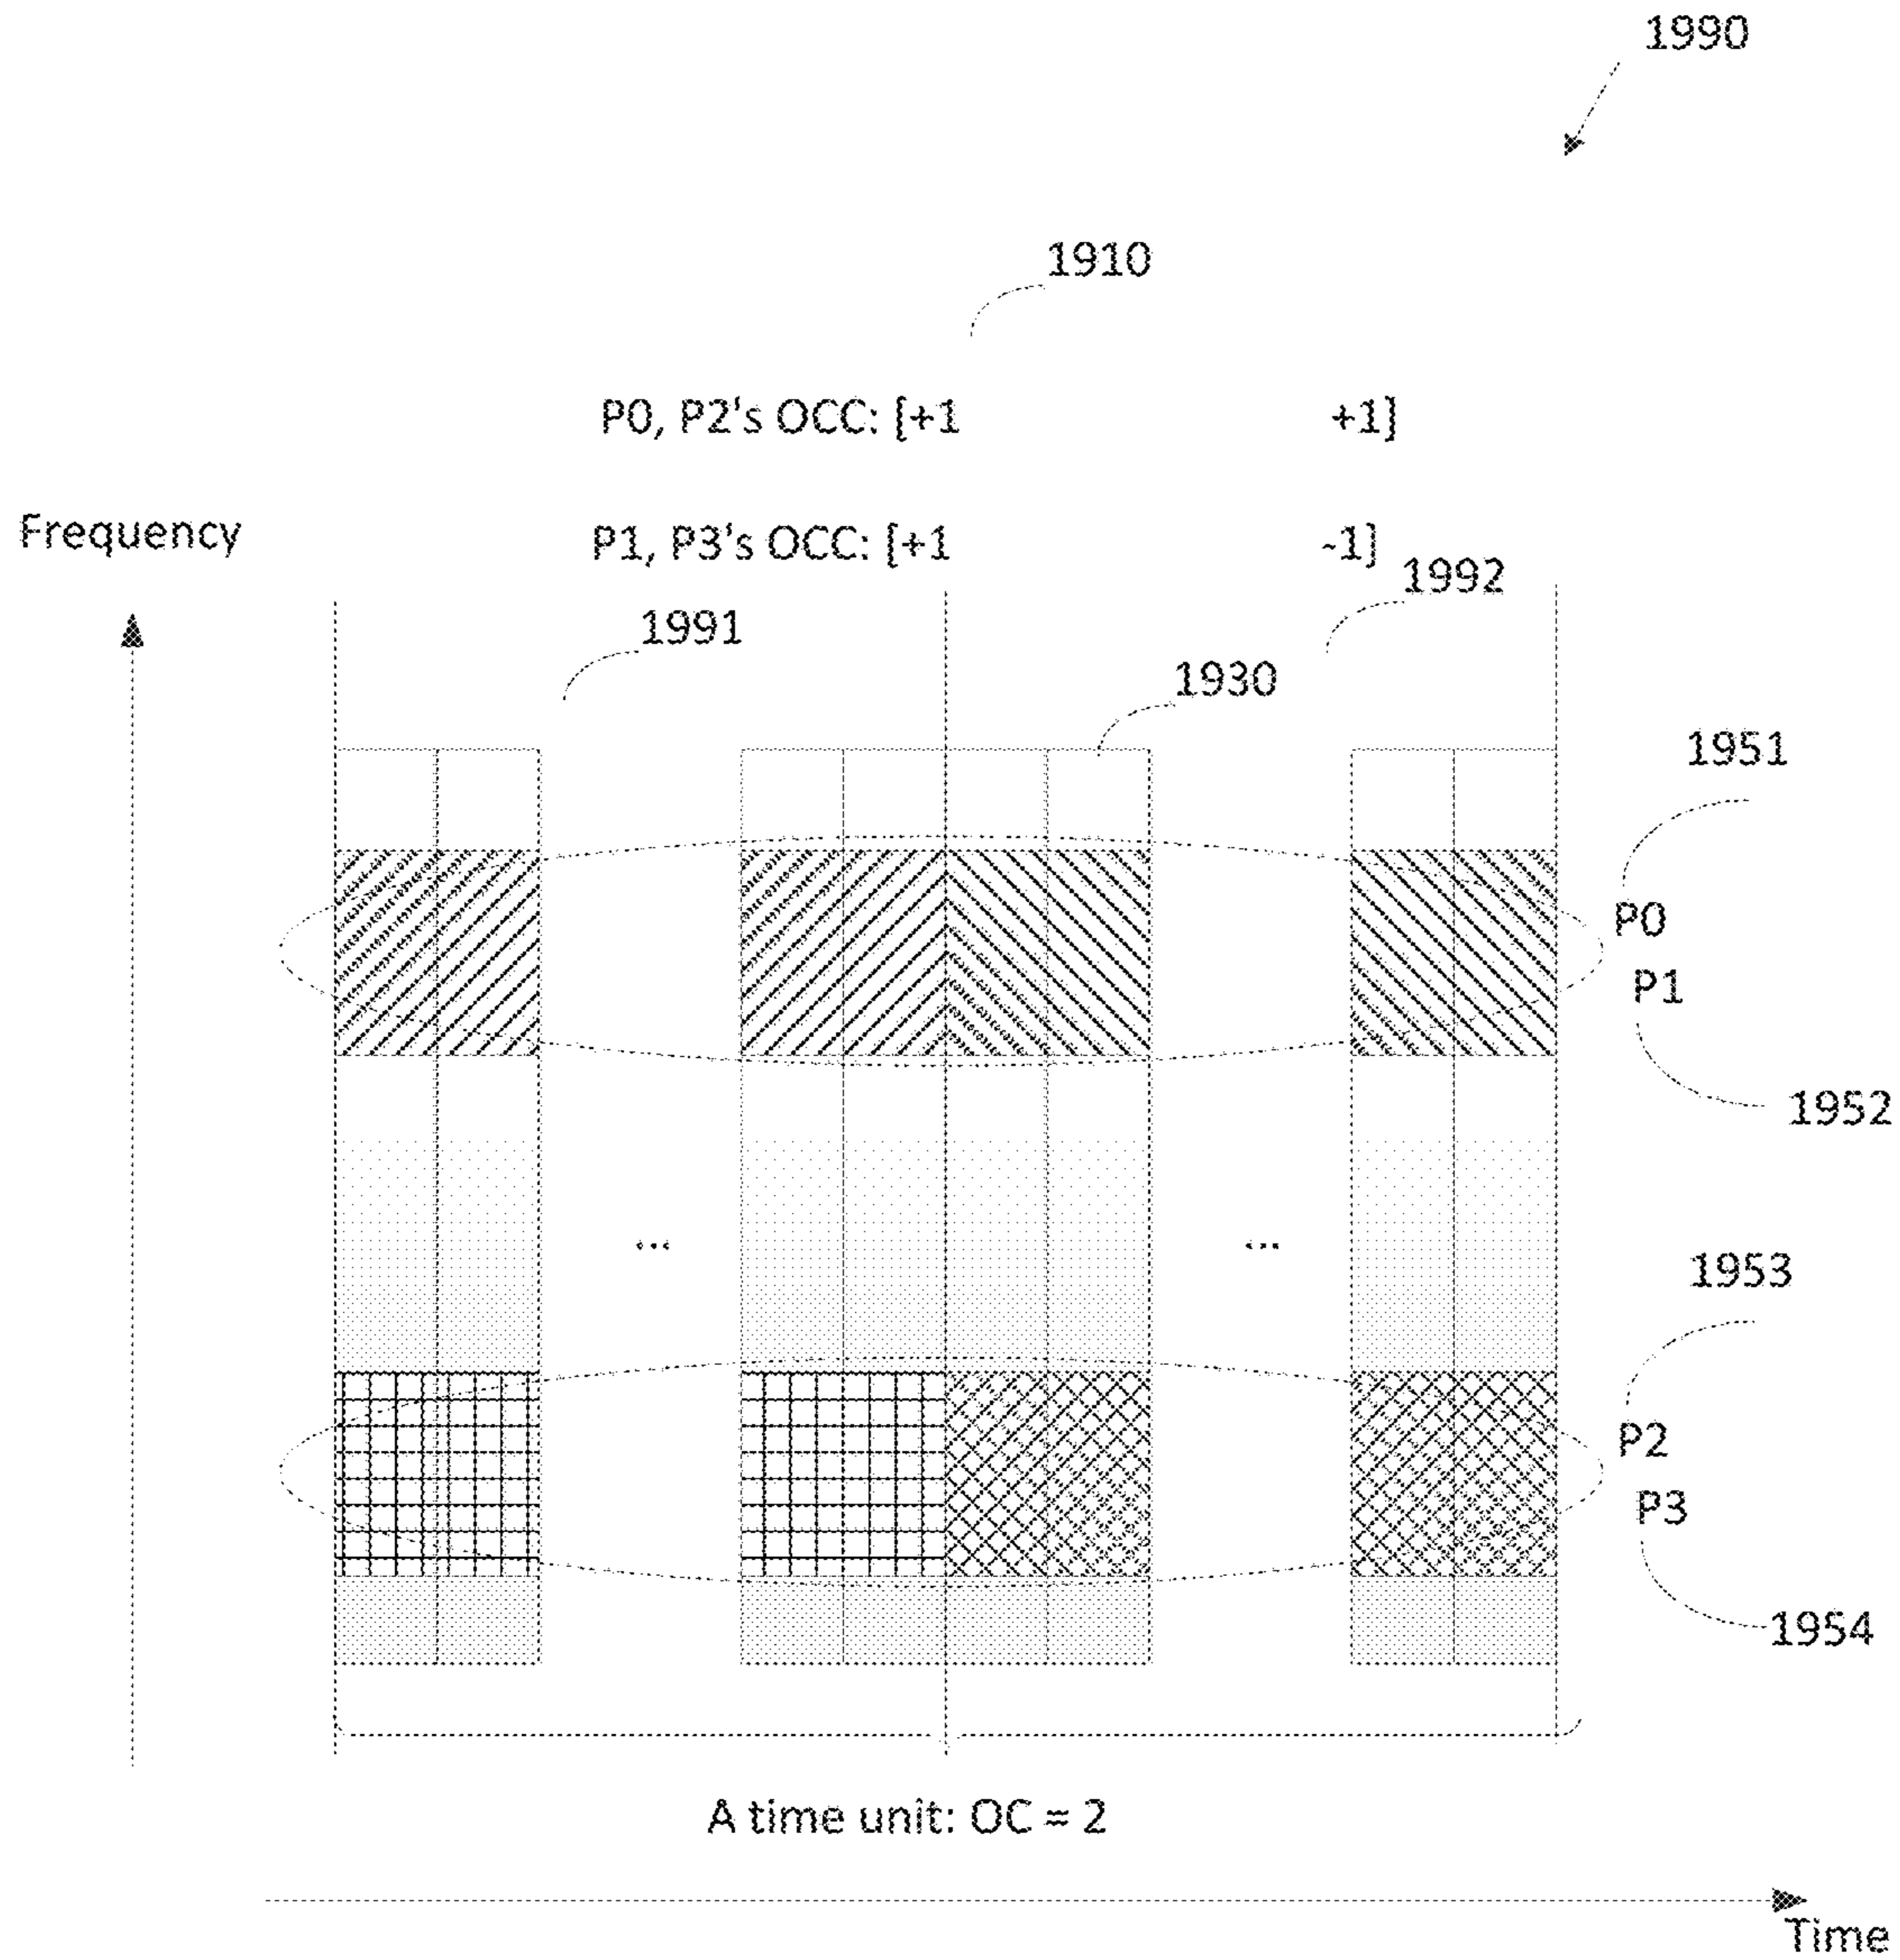 1990
1910
P0, P2's OCC: [+1 +1]
Frequency
P1, P3's OCC: [+1 -1]
1992
1991
1930
1951
P0
P1
1952
...
...
1953
P2
P3
1954
A time unit: OC = 2
Time